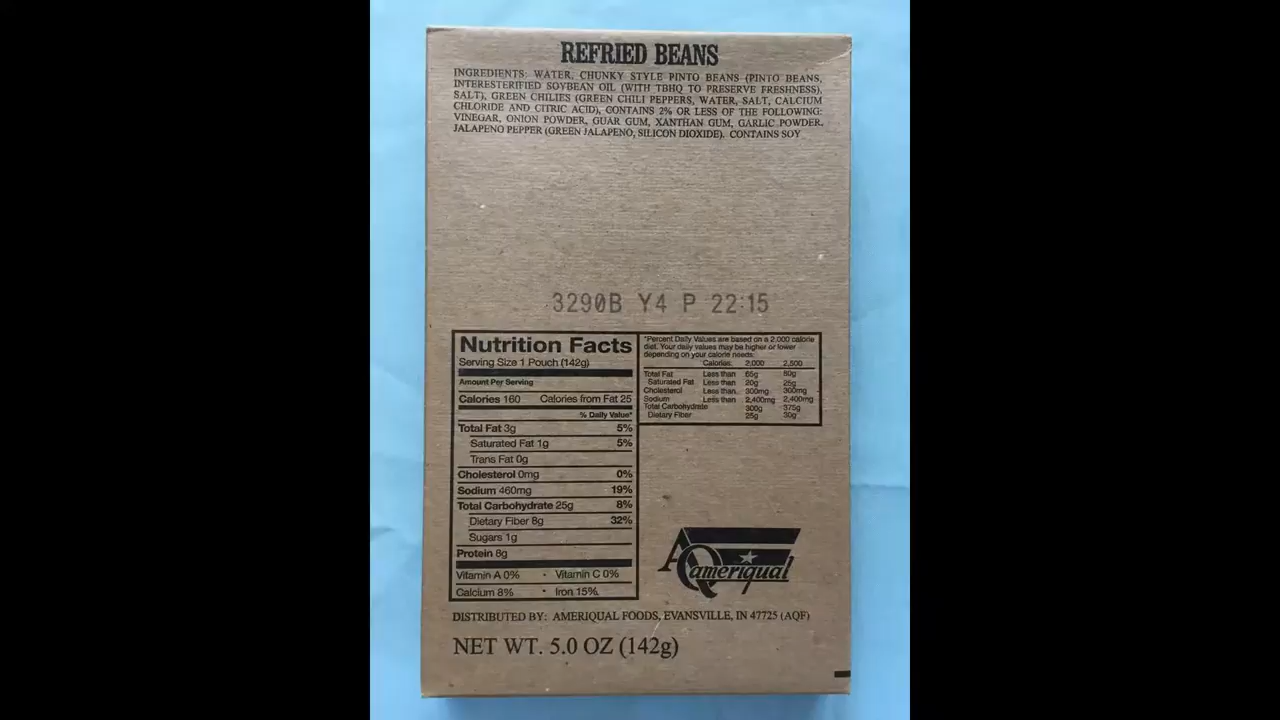 REFRIED BEANS
INGREDIENTS: WATER, CHUNKY STYLE PINTO BEANS (PINTO BEANS,
INTERESTERIFIED SOYBEAN OIL (WITH TBHQ TO PRESERVE FRESHNESS),
SALT), GREEN CHILIES (GREEN CHILI PEPPERS, WATER, SALT, CALCIUM
CHLORIDE AND CITRIC ACID), CONTAINS 2% OR LESS OF THE FOLLOWING:
VINEGAR, ONION POWDER, GUAR GUM, XANTHAN GUM, GARLIC POWDER.
JALAPENO PEPPER (GREEN JALAPENO, SILICON DIOXIDE). CONTAINS SOY
3290B Y4 P 22:15
Nutrition Facts
Serving Size 1 Pouch (142g)
Amount Per Serving
Calories 160 Calories from Fat 25
% Daily Value*
Total Fat 3g 5%
Saturated Fat 1g 5%
Trans Fat 0g
Cholesterol 0mg 0%
Sodium 460mg 19%
Total Carbohydrate 25g 8%
Dietary Fiber 8g 32%
Sugars 1g
Protein 8g
Vitamin A 0% • Vitamin C 0%
Calcium 8% • Iron 15%
*Percent Daily Values are based on a 2,000 calorie
diet. Your daily values may be higher or lower
depending on your calorie needs:
Calories: 2,000 2,500
Total Fat Less than 65g 80g
Saturated Fat Less than 20g 25g
Cholesterol Less than 300mg 300mg
Sodium Less than 2,400mg 2,400mg
Total Carbohydrate 300g 375g
Dietary Fiber 25g 30g
AQ ameriqual
DISTRIBUTED BY: AMERIQUAL FOODS, EVANSVILLE, IN 47725 (AQF)
NET WT. 5.0 OZ (142g)